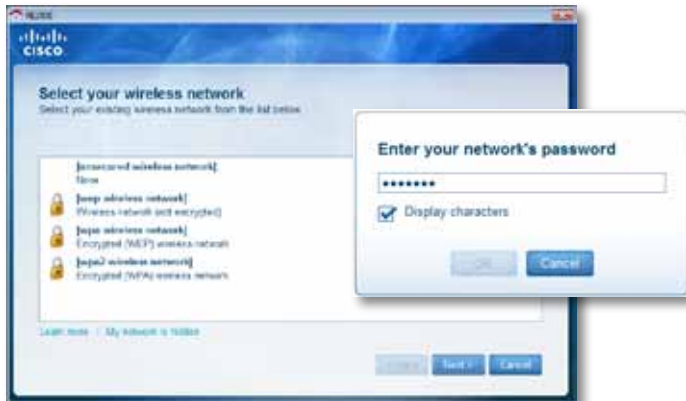 CISCO
Select your wireless network
Select your existing wireless network from the list below
[unsecured wireless network]
None
[wep wireless network]
Wireless network (not encrypted)
[wpa wireless network]
Encrypted (WEP) wireless network
[wpa2 wireless network]
Encrypted (WPA) wireless network
Learn more | My network is hidden
Next >
Cancel
Enter your network's password
•••••••
Display characters
OK
Cancel